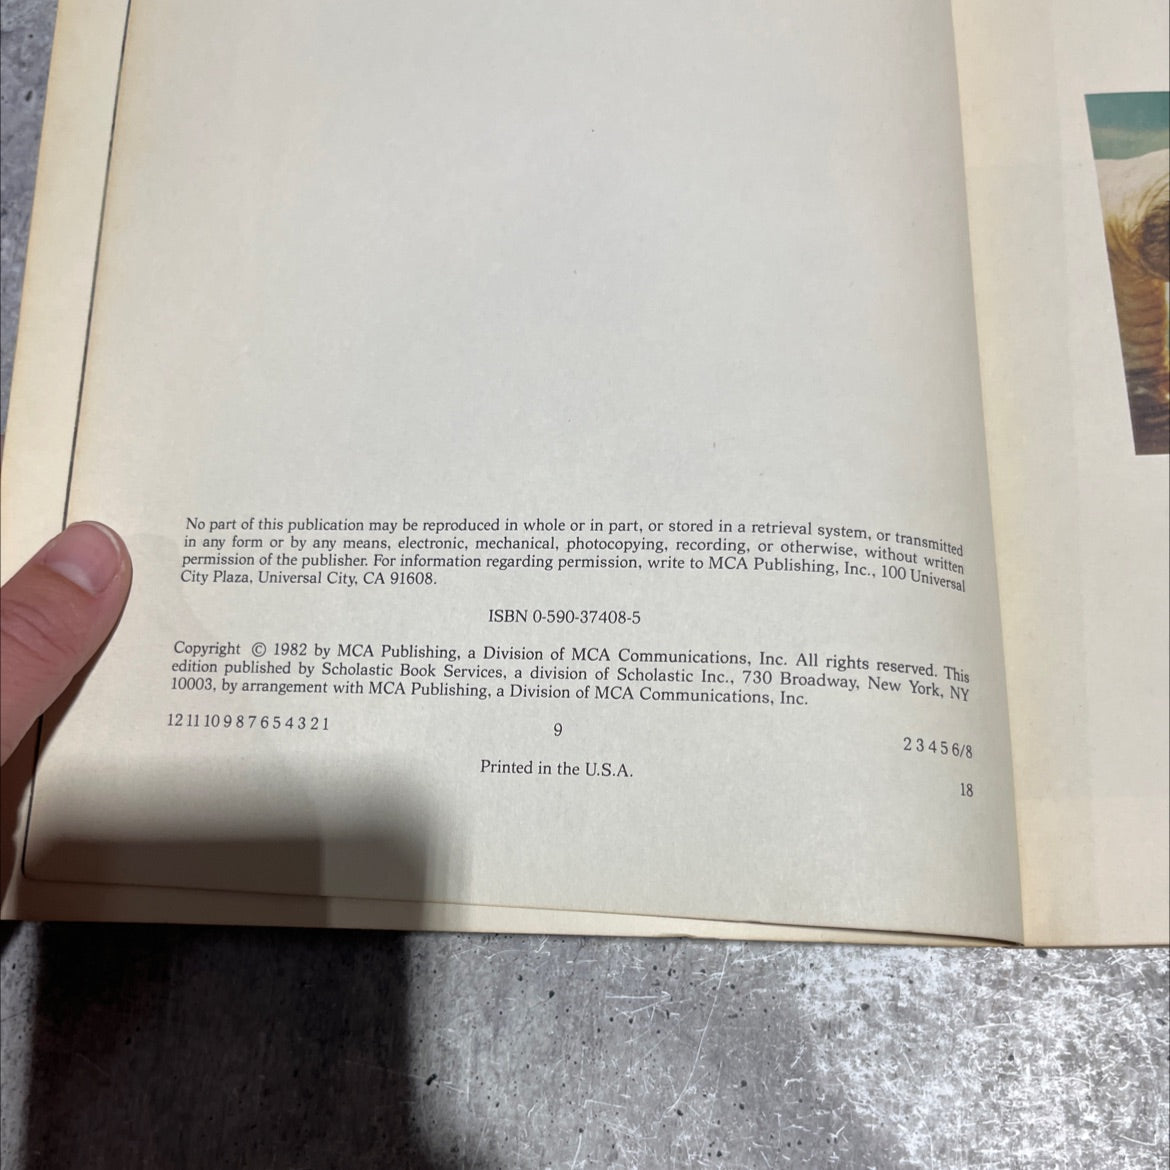 No part of this publication may be reproduced in whole or in part, or stored in a retrieval system, or transmitted
in any form or by any means, electronic, mechanical, photocopying, recording, or otherwise, without written
permission of the publisher. For information regarding permission, write to MCA Publishing, Inc., 100 Universal
City Plaza, Universal City, CA 91608.
ISBN 0-590-37408-5
Copyright © 1982 by MCA Publishing, a Division of MCA Communications, Inc. All rights reserved. This
edition published by Scholastic Book Services, a division of Scholastic Inc., 730 Broadway, New York, NY
10003, by arrangement with MCA Publishing, a Division of MCA Communications, Inc.
12 11 10 9 8 7 6 5 4 3 2 1 9 2 3 4 5 6/8
Printed in the U.S.A.
18